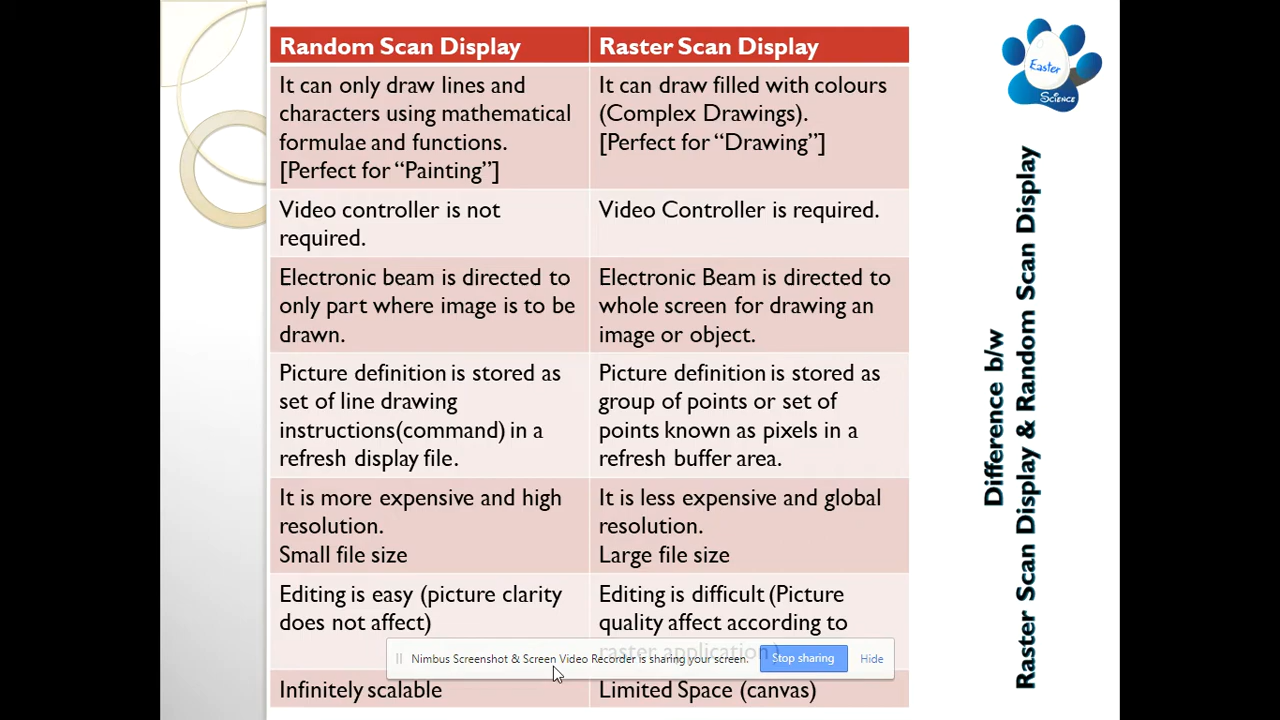 Random Scan Display
Raster Scan Display
It can only draw lines and
characters using mathematical
formulae and functions.
[Perfect for “Painting”]
It can draw filled with colours
(Complex Drawings).
[Perfect for “Drawing”]
Video controller is not
required.
Video Controller is required.
Electronic beam is directed to
only part where image is to be
drawn.
Electronic Beam is directed to
whole screen for drawing an
image or object.
Picture definition is stored as
set of line drawing
instructions(command) in a
refresh display file.
Picture definition is stored as
group of points or set of
points known as pixels in a
refresh buffer area.
It is more expensive and high
resolution.
Small file size
It is less expensive and global
resolution.
Large file size
Editing is easy (picture clarity
does not affect)
Editing is difficult (Picture
quality affect according to
raster application)
Nimbus Screenshot & Screen Video Recorder is sharing your screen.
Stop sharing
Hide
Infinitely scalable
Limited Space (canvas)
Easter
Science
Difference b/w
Raster Scan Display & Random Scan Display